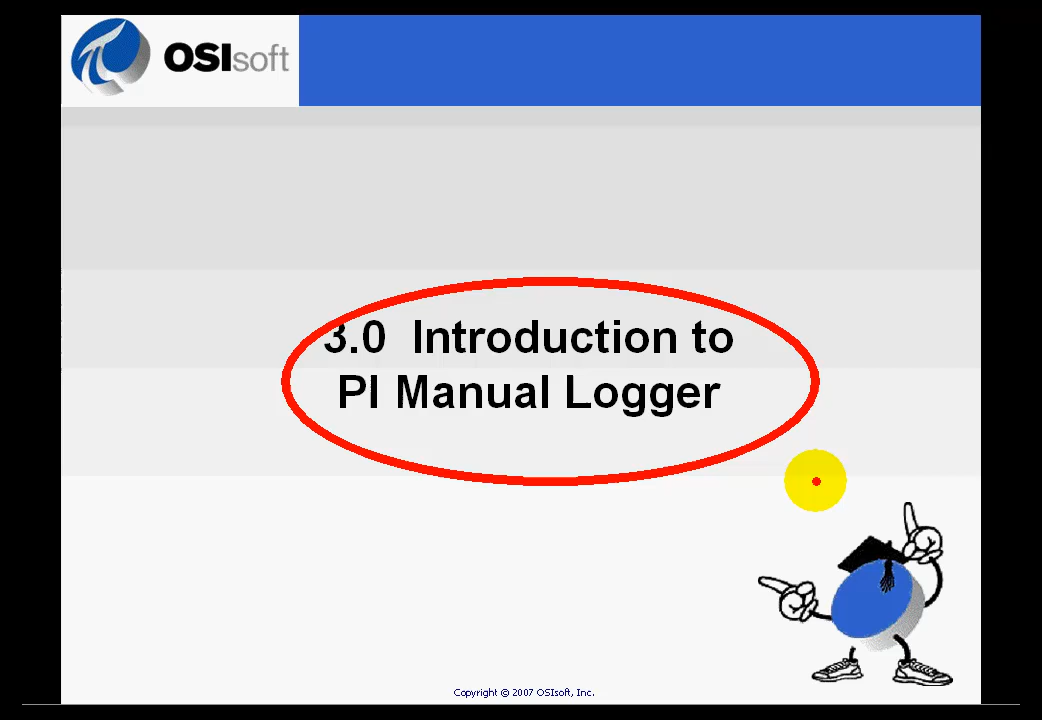 OSIsoft
3.0 Introduction to
PI Manual Logger
Copyright © 2007 OSIsoft, Inc.